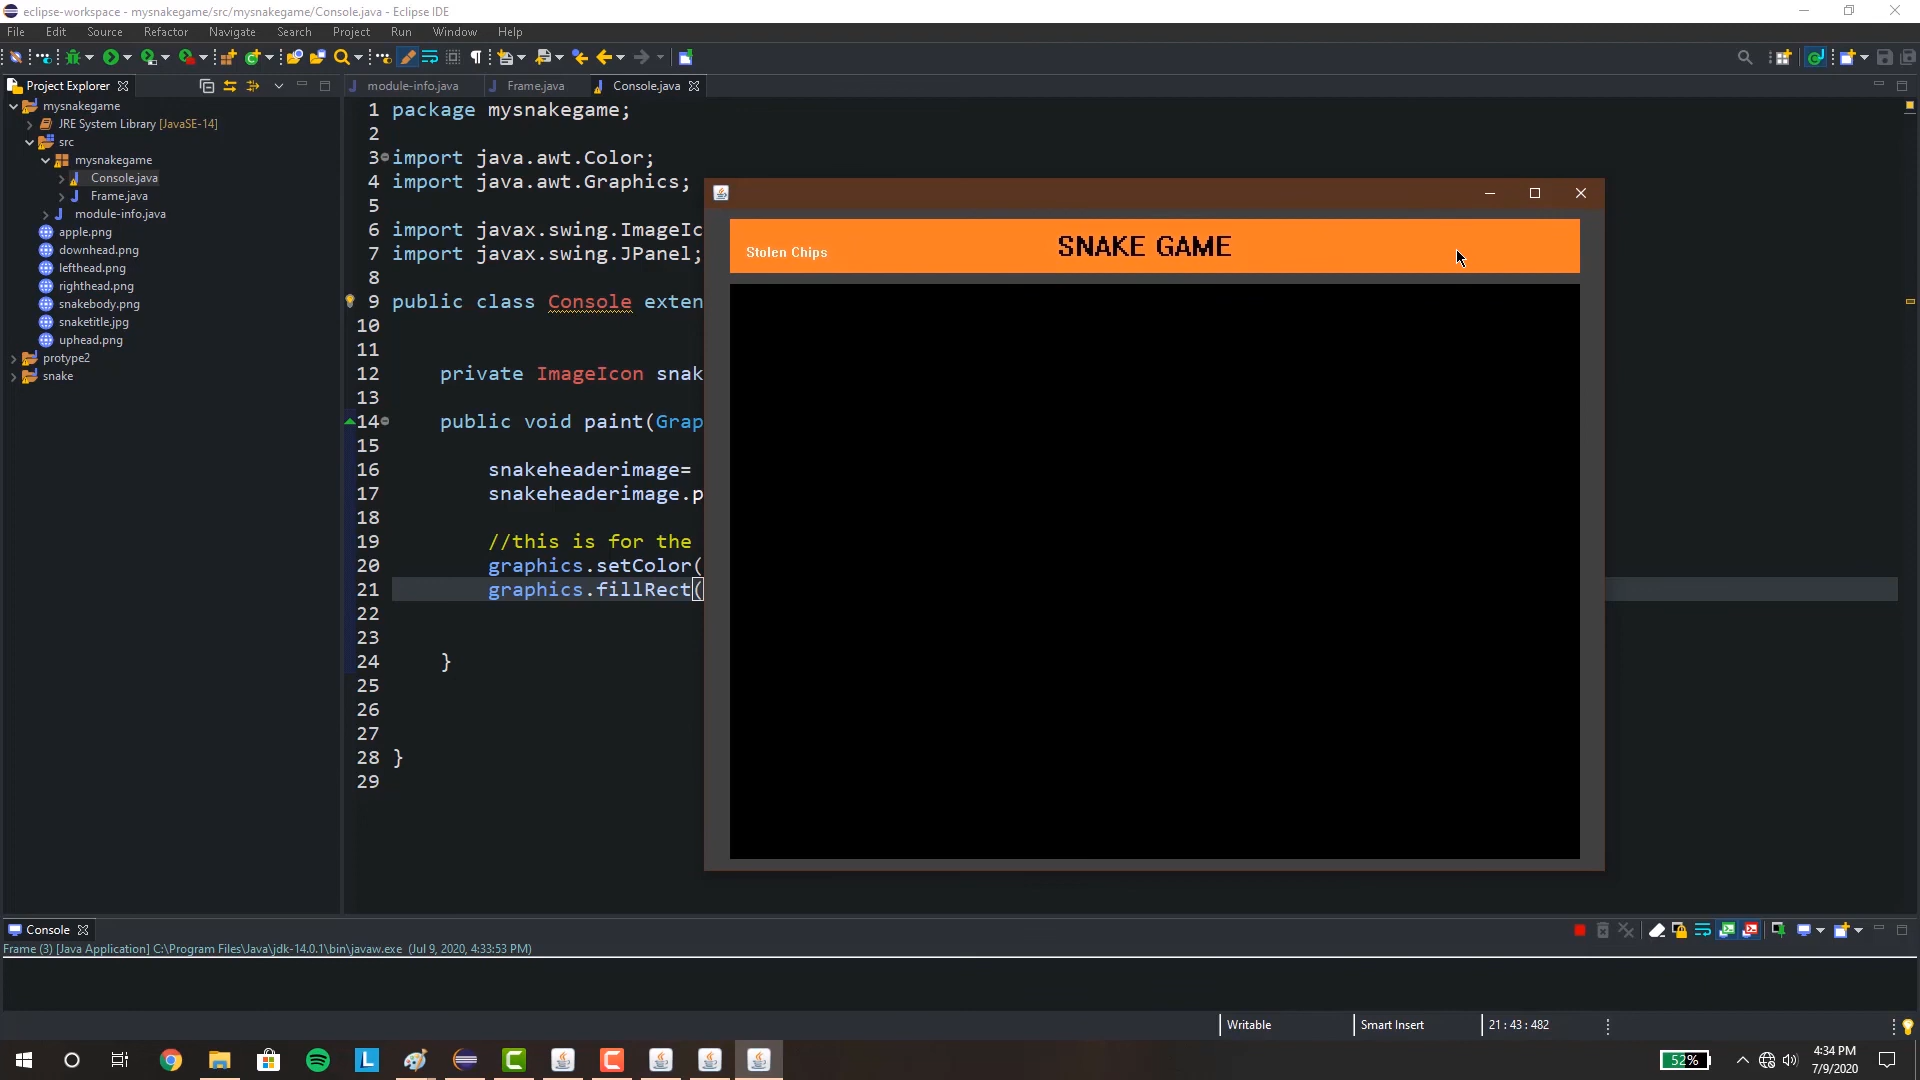 eclipse-workspace - mysnakegame/src/mysnakegame/Console.java - Eclipse IDE
File Edit Source Refactor Navigate Search Project Run Window Help
Project Explorer
mysnakegame
JRE System Library [JavaSE-14]
src
mysnakegame
Console.java
Frame.java
module-info.java
apple.png
downhead.png
lefthead.png
righthead.png
snakebody.png
snaketitle.jpg
uphead.png
protype2
snake
module-info.java Frame.java Console.java
1 package mysnakegame;
2
3 import java.awt.Color;
4 import java.awt.Graphics;
5
6 import javax.swing.ImageIc
7 import javax.swing.JPanel;
8
9 public class Console exten
10
11
12 private ImageIcon snak
13
14 public void paint(Grap
15
16 snakeheaderimage=
17 snakeheaderimage.p
18
19 //this is for the
20 graphics.setColor(
21 graphics.fillRect(
22
23
24 }
25
26
27
28 }
29
Stolen Chips
SNAKE GAME
Console
Frame (3) [Java Application] C:\Program Files\Java\jdk-14.0.1\bin\javaw.exe (Jul 9, 2020, 4:33:53 PM)
Writable Smart Insert 21 : 43 : 482
52%
4:34 PM
7/9/2020